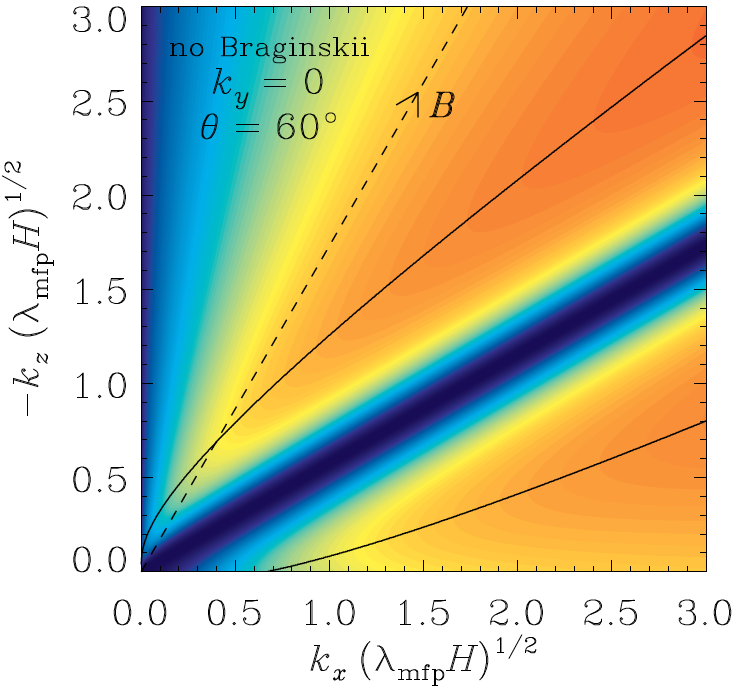 3.0
2.5
2.0
1.5
1.0
0.5
0.0
−k_z (λ_mfp H)^1/2
no Braginskii
k_y = 0
θ = 60°
B
0.0 0.5 1.0 1.5 2.0 2.5 3.0
k_x (λ_mfp H)^1/2